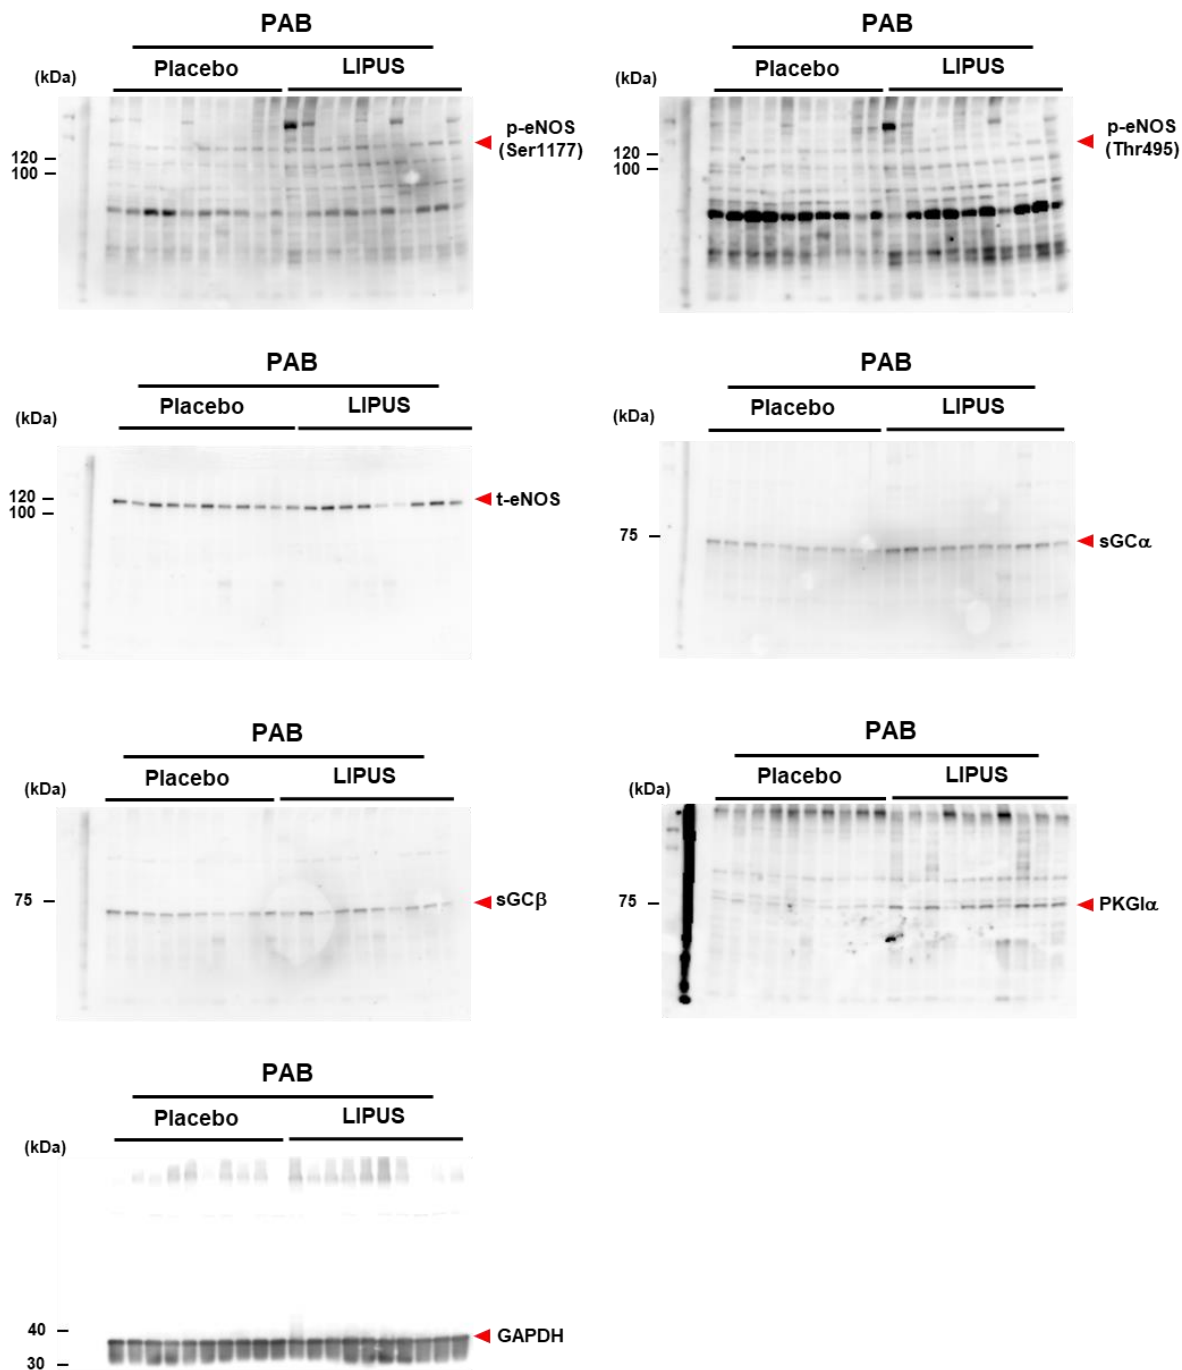 PAB
Placebo LIPUS
(kDa)
120
100
p-eNOS
(Ser1177)
PAB
Placebo LIPUS
(kDa)
120
100
p-eNOS
(Thr495)
PAB
Placebo LIPUS
(kDa)
120
100
t-eNOS
PAB
Placebo LIPUS
(kDa)
75
sGCα
PAB
Placebo LIPUS
(kDa)
75
sGCβ
PAB
Placebo LIPUS
(kDa)
75
PKGIα
PAB
Placebo LIPUS
(kDa)
40
30
GAPDH